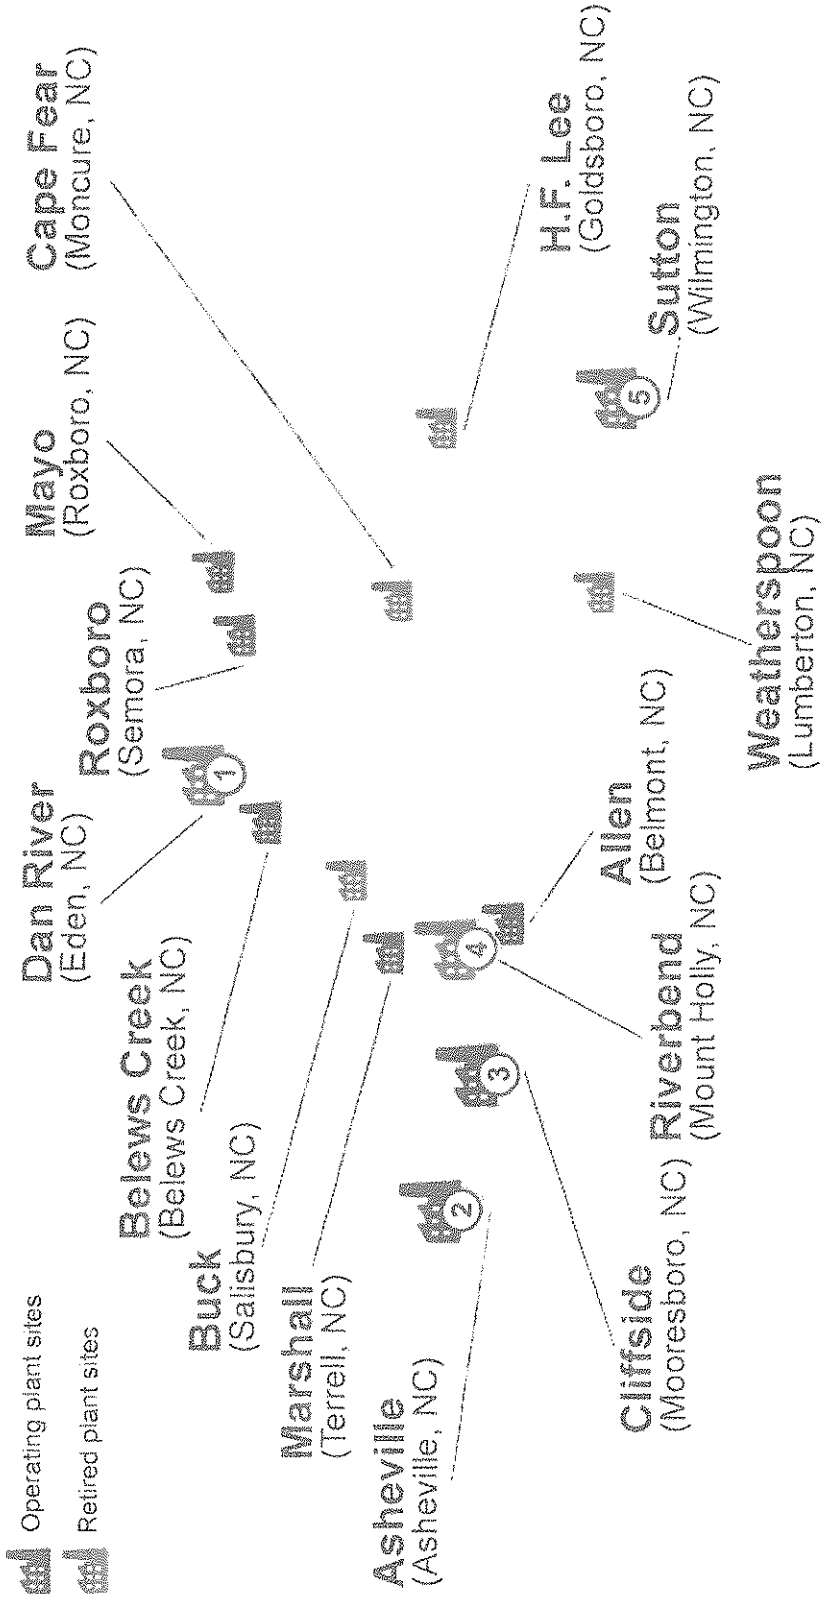 Operating plant sites
Retired plant sites
Dan River
(Eden, NC)
Roxboro
(Semora, NC)
Mayo
(Roxboro, NC)
Cape Fear
(Moncure, NC)
Belews Creek
(Belews Creek, NC)
Buck
(Salisbury, NC)
Marshall
(Terrell, NC)
Asheville
(Asheville, NC)
1
2
3
4
5
Cliffside
(Mooresboro, NC)
Riverbend
(Mount Holly, NC)
Allen
(Belmont, NC)
Weatherspoon
(Lumberton, NC)
Sutton
(Wilmington, NC)
H.F. Lee
(Goldsboro, NC)